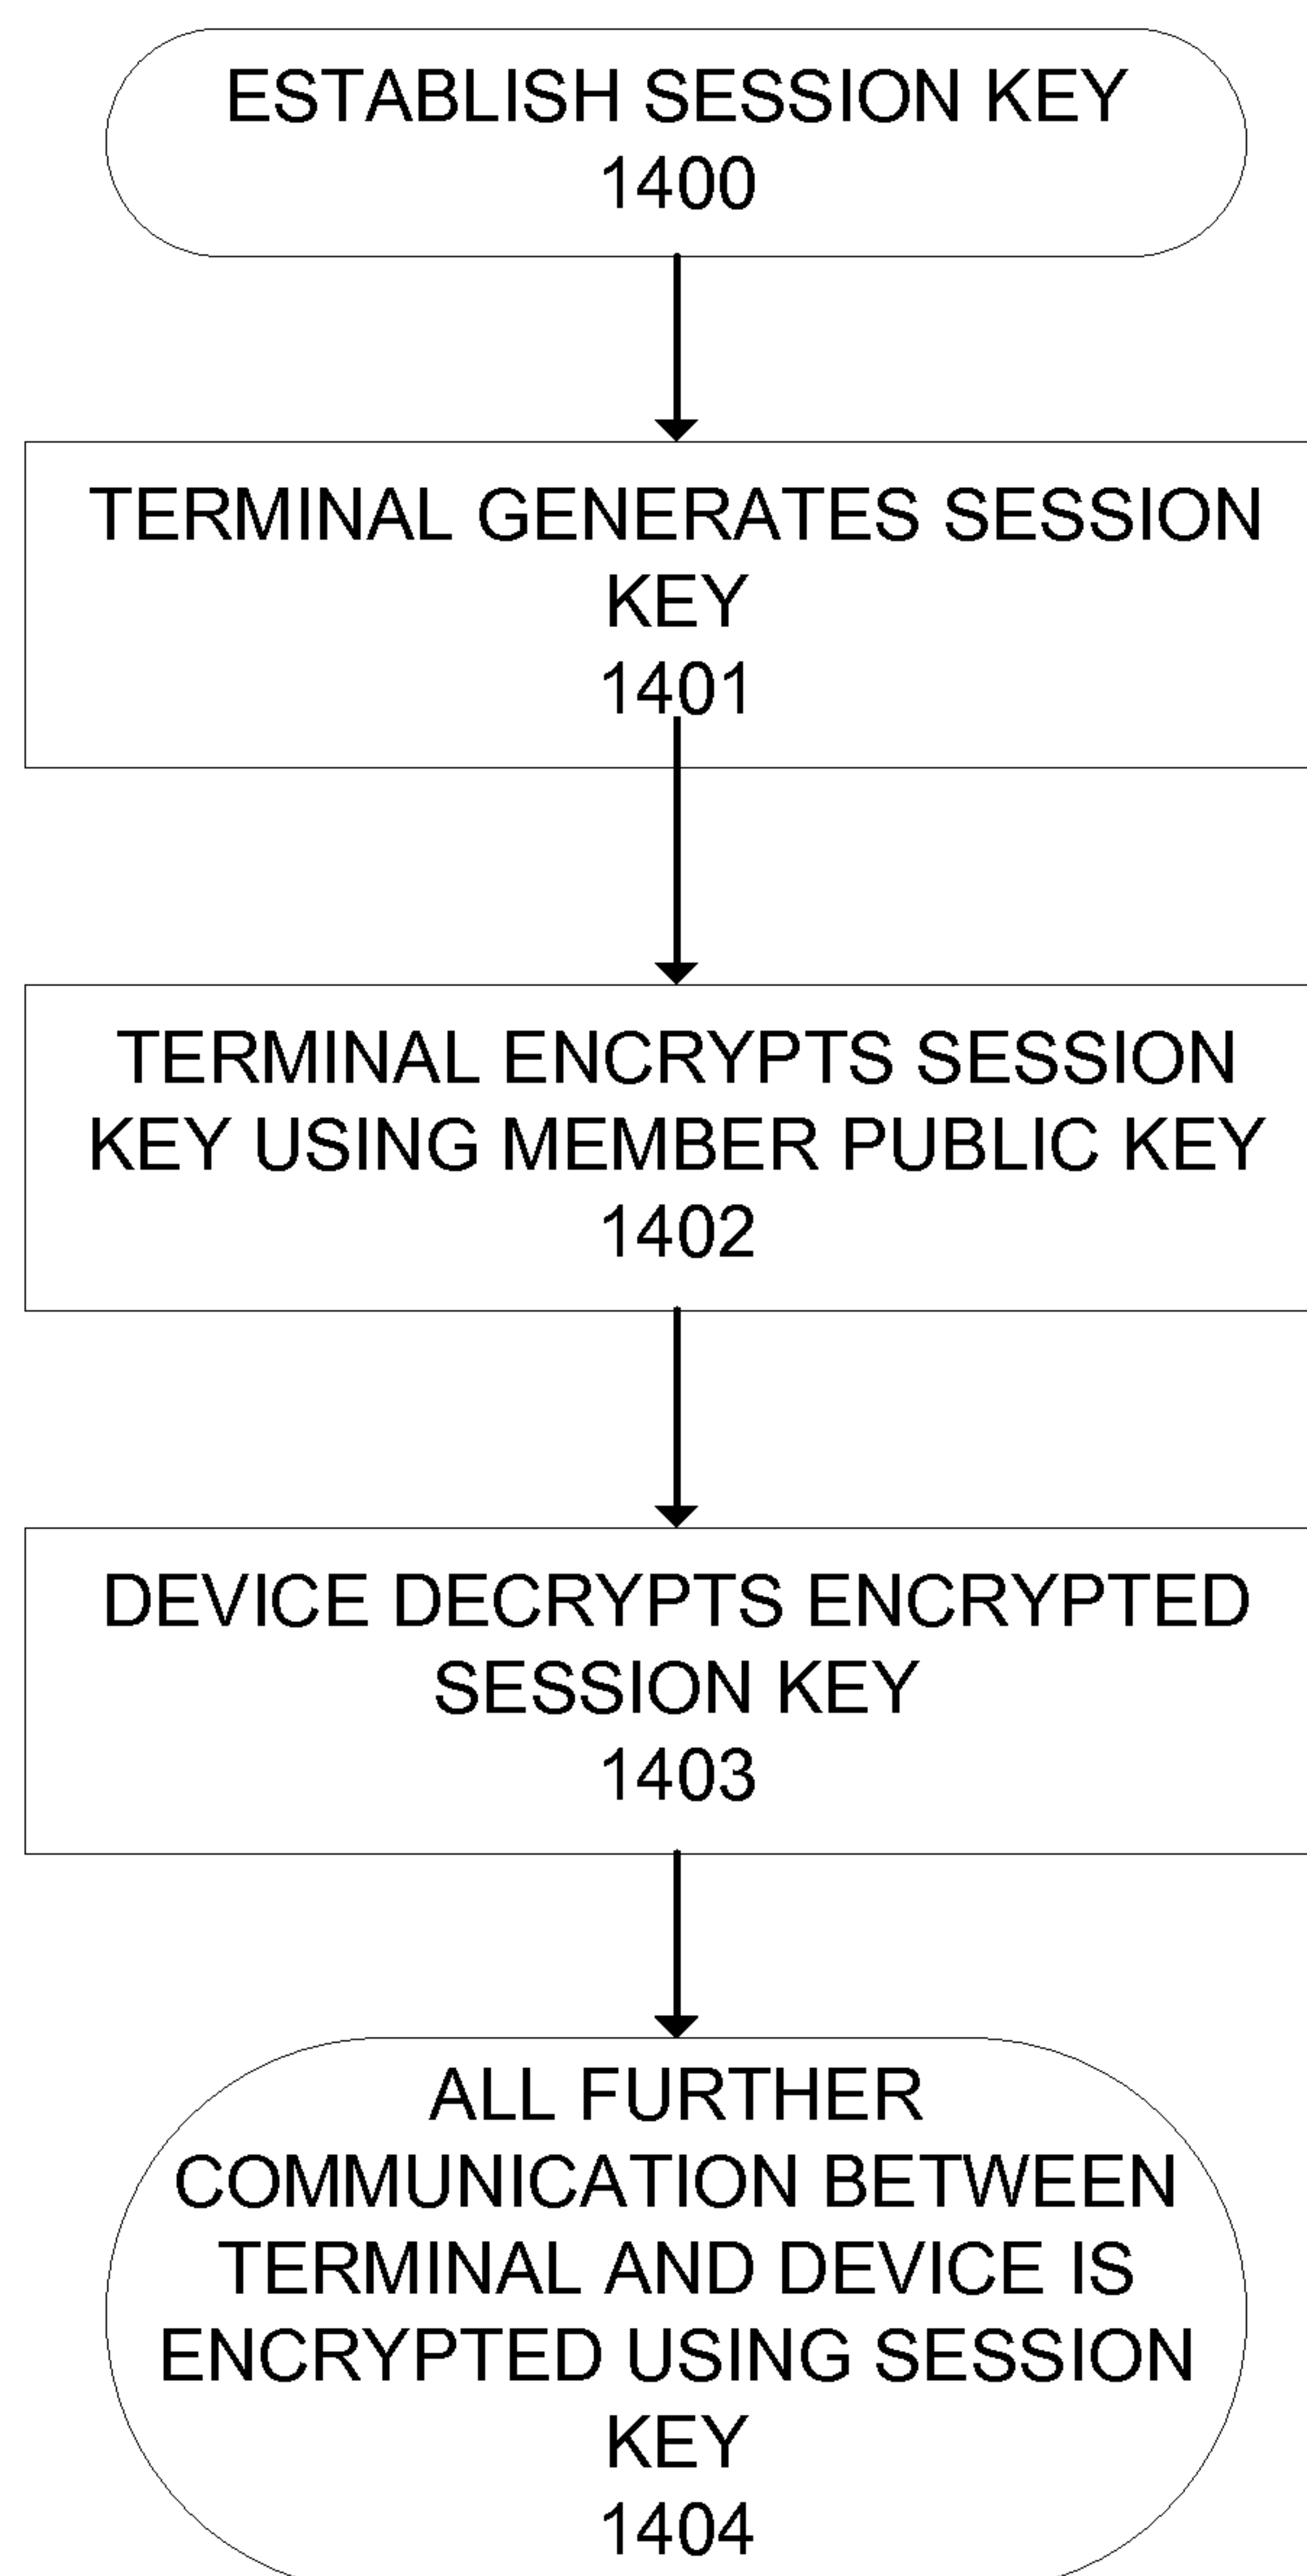 ESTABLISH SESSION KEY
1400
TERMINAL GENERATES SESSION
KEY
1401
TERMINAL ENCRYPTS SESSION
KEY USING MEMBER PUBLIC KEY
1402
DEVICE DECRYPTS ENCRYPTED
SESSION KEY
1403
ALL FURTHER
COMMUNICATION BETWEEN
TERMINAL AND DEVICE IS
ENCRYPTED USING SESSION
KEY
1404